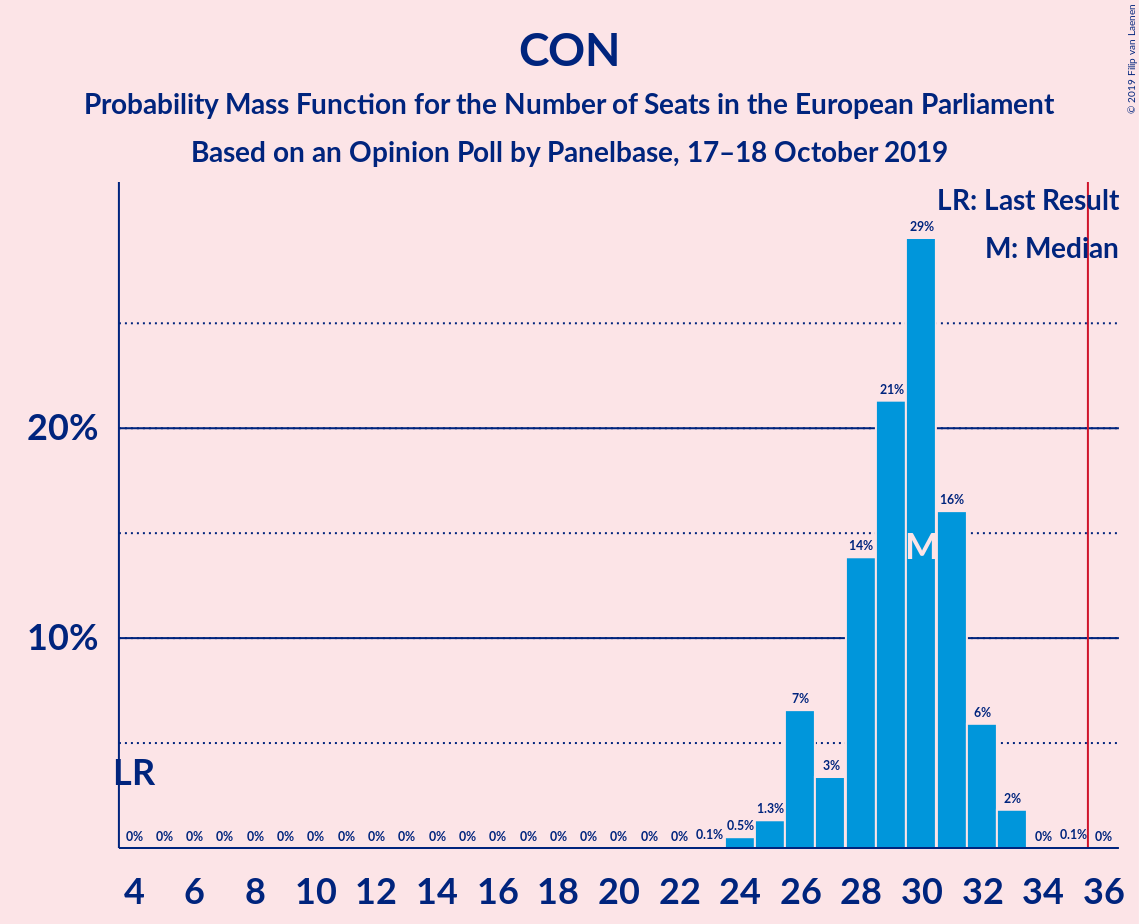 © 2019 Filip van Laenen
CON
Probability Mass Function for the Number of Seats in the European Parliament
Based on an Opinion Poll by Panelbase, 17–18 October 2019
LR: Last Result
M: Median
29%
21%
20%
16%
14%
M
10%
7%
6%
3%
LR
2%
1.3%
0.5%
0% 0% 0% 0% 0% 0% 0% 0% 0% 0% 0% 0% 0% 0% 0% 0% 0% 0% 0% 0.1% 0% 0.1% 0%
4 6 8 10 12 14 16 18 20 22 24 26 28 30 32 34 36